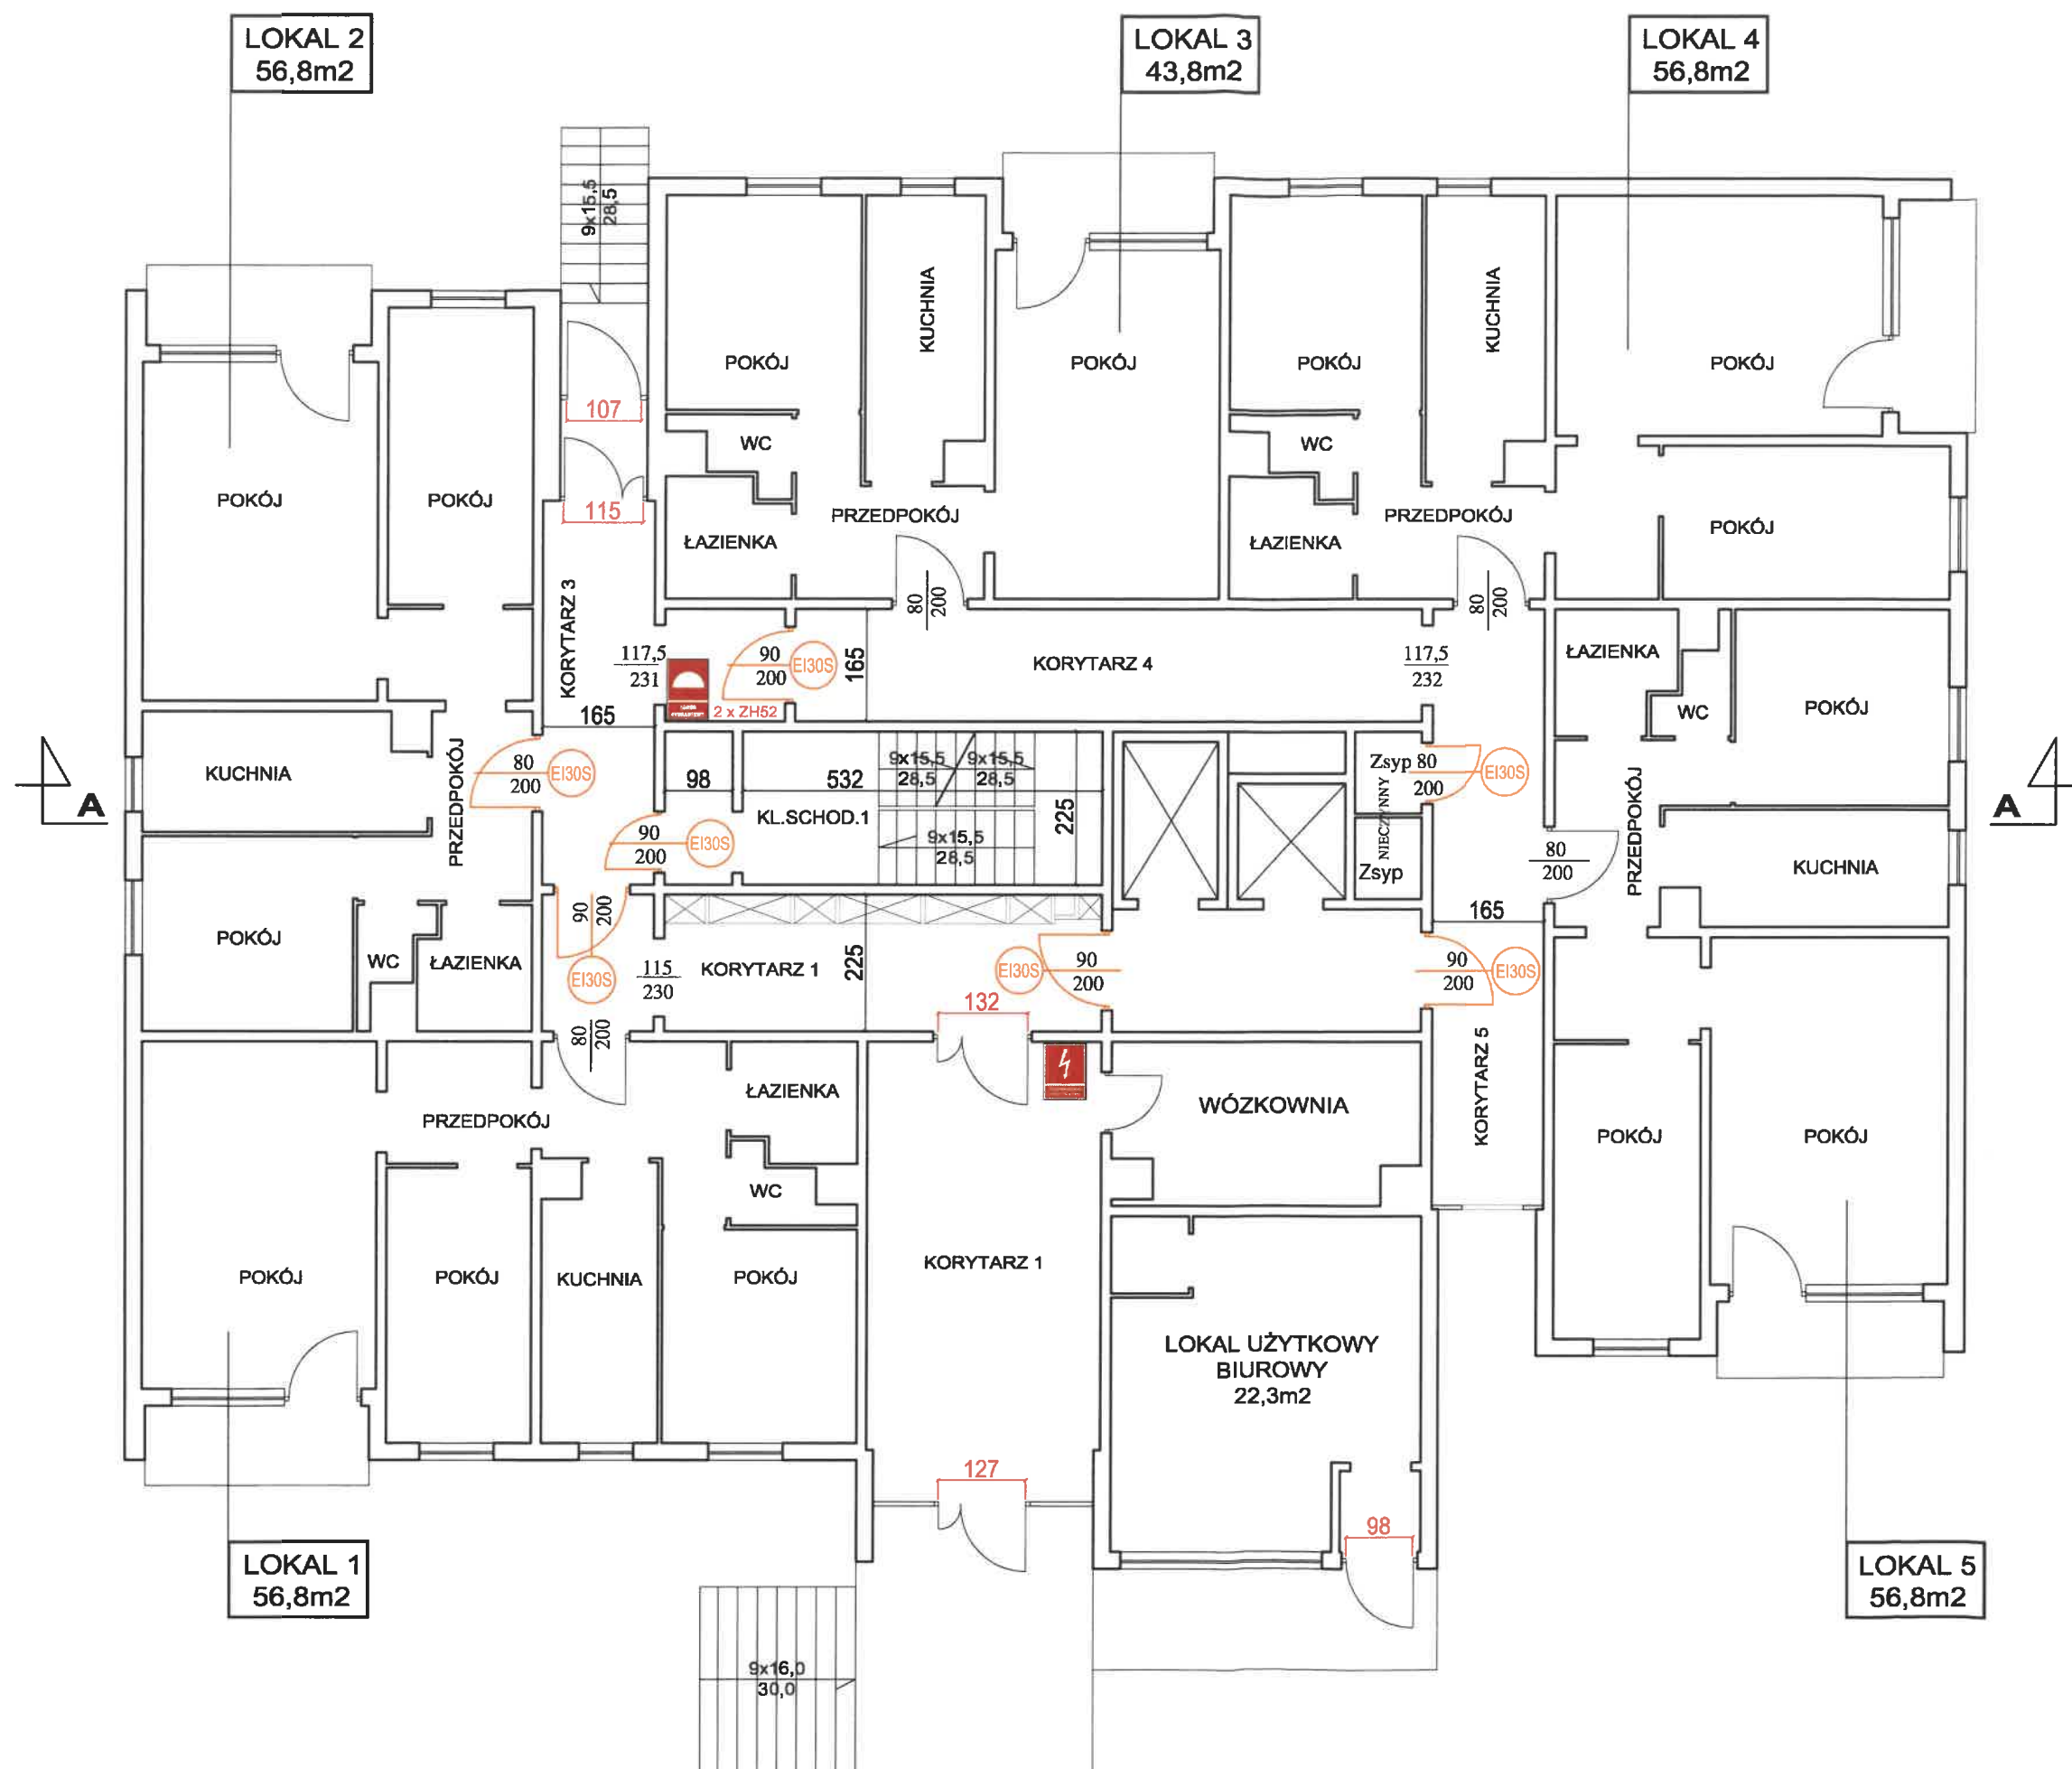 LOKAL 2
56,8m2
LOKAL 3
43,8m2
LOKAL 4
56,8m2
9x15,5
28,5
POKÓJ
KUCHNIA
POKÓJ
POKÓJ
KUCHNIA
POKÓJ
107
WC
WC
POKÓJ
POKÓJ
115
PRZEDPOKÓJ
PRZEDPOKÓJ
POKÓJ
ŁAZIENKA
ŁAZIENKA
KORYTARZ 3
80
200
80
200
117,5
231
90
200
EI30S
165
KORYTARZ 4
117,5
232
ŁAZIENKA
2 x ZH52
165
WC
POKÓJ
KUCHNIA
PRZEDPOKÓJ
80
200
EI30S
98
532
9x15,5
28,5
9x15,5
28,5
225
Zsyp 80
200
EI30S
NIECZYNNY
Zsyp
A
A
KL.SCHOD.1
90
200
EI30S
9x15,5
28,5
80
200
PRZEDPOKÓJ
KUCHNIA
165
POKÓJ
WC
ŁAZIENKA
90
200
EI30S
115
230
KORYTARZ 1
225
EI30S
90
200
90
200
EI30S
132
80
200
KORYTARZ 5
ŁAZIENKA
WÓZKOWNIA
PRZEDPOKÓJ
POKÓJ
POKÓJ
WC
POKÓJ
POKÓJ
KUCHNIA
POKÓJ
KORYTARZ 1
LOKAL UŻYTKOWY
BIUROWY
22,3m2
127
98
LOKAL 1
56,8m2
LOKAL 5
56,8m2
9x16,0
30,0